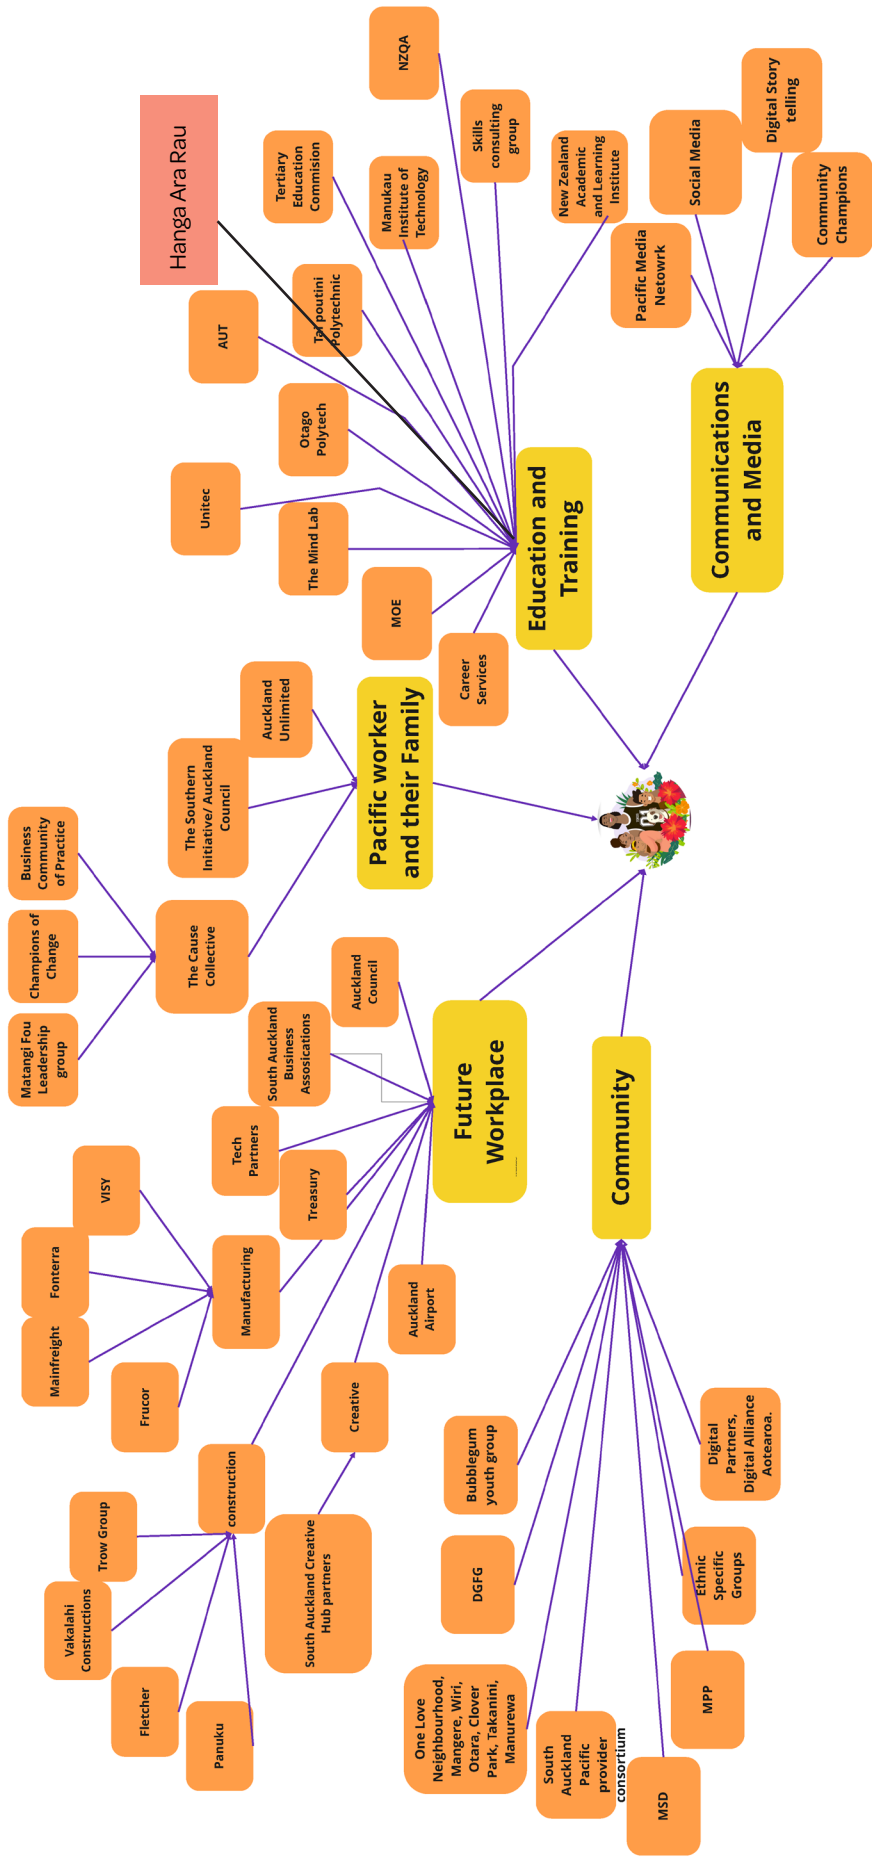 Hanga Ara Rau
NZQA
Tertiary
Education
Commision
Skills
consulting
group
Manukau
Institute of
Technology
New Zealand
Academic
and Learning
Institute
AUT
Tai poutini
Polytechnic
Otago
Polytech
Unitec
The Mind Lab
MOE
Career
Services
Education and
Training
Digital Story
telling
Social Media
Community
Champions
Pacific Media
Netowrk
Communications
and Media
Auckland
Unlimited
The Southern
Initiative/ Auckland
Council
Pacific worker
and their Family
Business
Community
of Practice
Champions of
Change
Matangi Fou
Leadership
group
The Cause
Collective
Auckland
Council
South Auckland
Business
Assosications
Tech
Partners
Treasury
Future
Workplace
VISY
Fonterra
Mainfreight
Frucor
Manufacturing
Auckland
Airport
Creative
South Auckland Creative
Hub partners
construction
Trow Group
Vakalahi
Constructions
Fletcher
Panuku
Community
Bubblegum
youth group
DGFG
One Love
Neighbourhood,
Mangere, Wiri,
Otara, Clover
Park, Takanini,
Manurewa
South
Auckland
Pacific
provider
consortium
MSD
MPP
Ethnic
Specific
Groups
Digital
Partners,
Digital Alliance
Aotearoa.